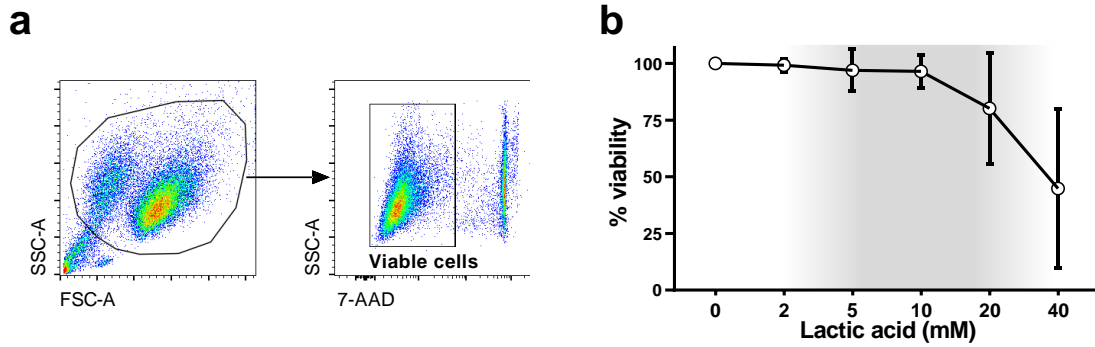 a
SSC-A
FSC-A
SSC-A
Viable cells
7-AAD
b
% viability
100
75
50
25
0
0 2 5 10 20 40
Lactic acid (mM)